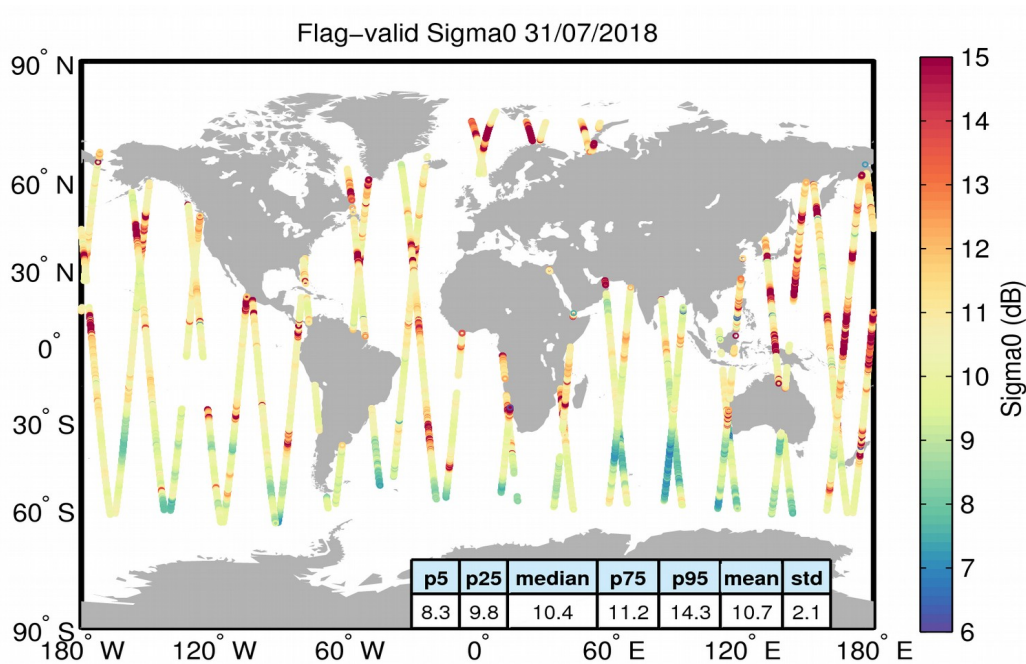 Flag−valid Sigma0 31/07/2018
90° N
60° N
30° N
0°
30° S
60° S
90° S
180° W
120° W
60° W
0°
60° E
120° E
180° E
p5 p25 median p75 p95 mean std
8.3 9.8 10.4 11.2 14.3 10.7 2.1
15
14
13
12
11
10
9
8
7
6
Sigma0 (dB)